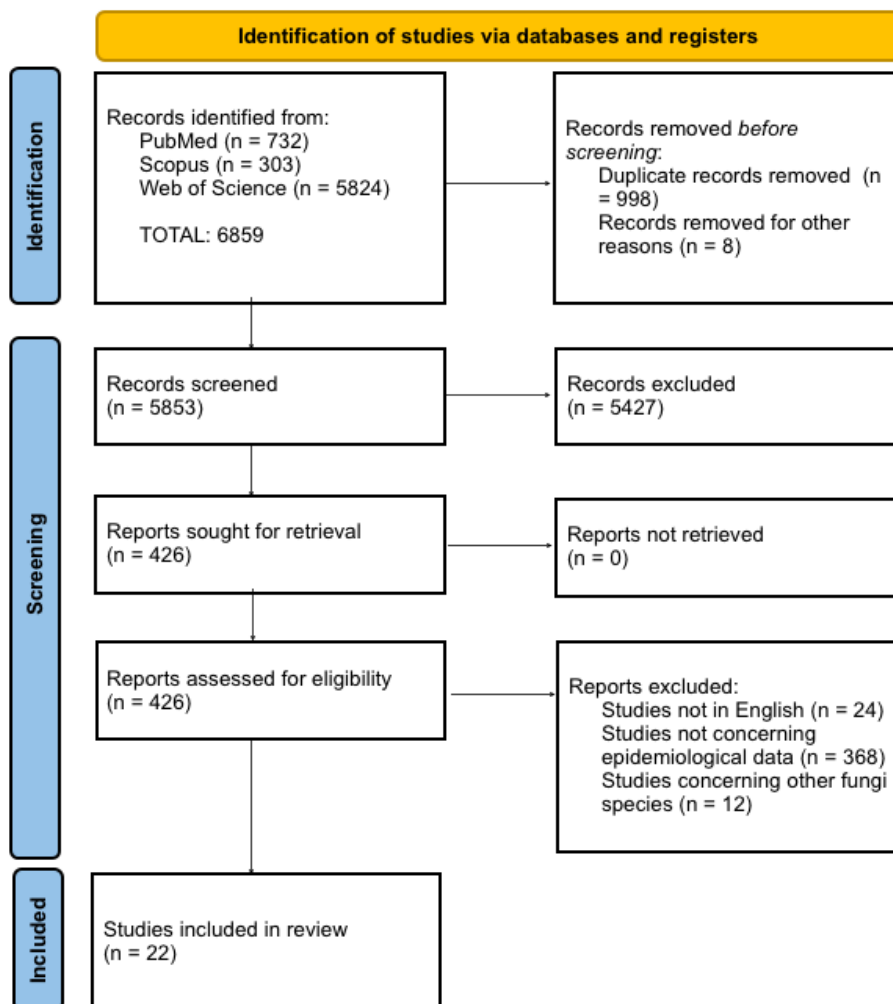 Identification of studies via databases and registers
Identification
Records identified from:
PubMed (n = 732)
Scopus (n = 303)
Web of Science (n = 5824)
TOTAL: 6859
Records removed before
screening:
Duplicate records removed (n
= 998)
Records removed for other
reasons (n = 8)
Screening
Records screened
(n = 5853)
Records excluded
(n = 5427)
Reports sought for retrieval
(n = 426)
Reports not retrieved
(n = 0)
Reports assessed for eligibility
(n = 426)
Reports excluded:
Studies not in English (n = 24)
Studies not concerning
epidemiological data (n = 368)
Studies concerning other fungi
species (n = 12)
Included
Studies included in review
(n = 22)